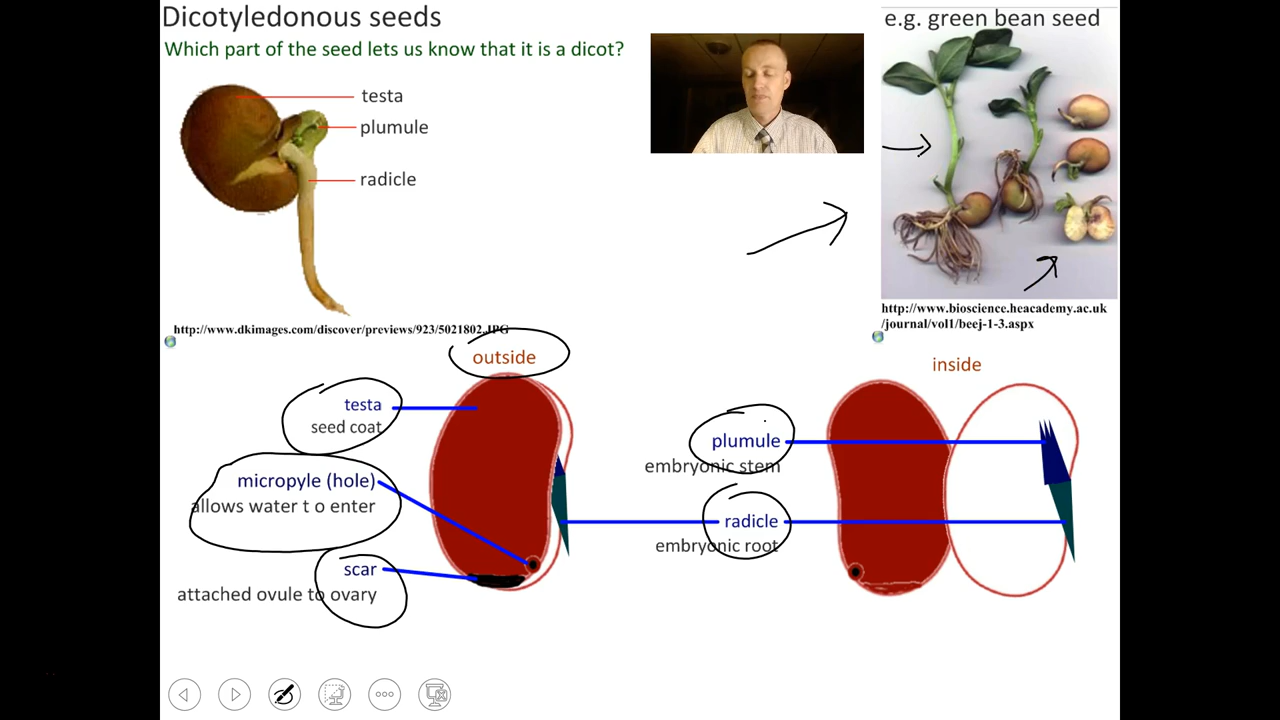 Dicotyledonous seeds
Which part of the seed lets us know that it is a dicot?
testa
plumule
radicle
http://www.dkimages.com/discover/previews/923/5021802.JPG
e.g. green bean seed
http://www.bioscience.heacademy.ac.uk
/journal/vol1/beej-1-3.aspx
outside
testa
seed coat
micropyle (hole)
allows water t o enter
scar
attached ovule to ovary
inside
plumule
embryonic stem
radicle
embryonic root